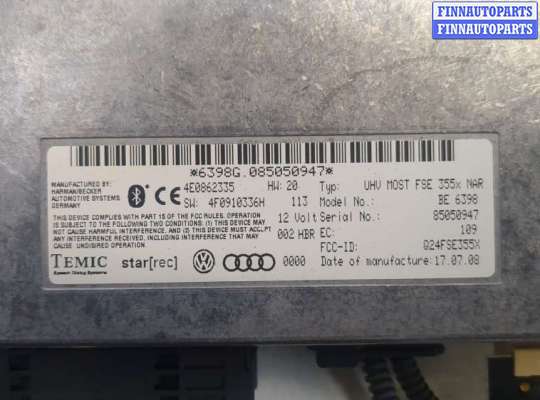 FINNAUTOPARTS
FINNAUTOPARTS
*6398G.085050947*
MANUFACTURED BY:
HARMAN/BECKER
AUTOMOTIVE SYSTEMS
GERMANY
4E0862335 HW: 20 Typ: UHV MOST FSE 355x NAR
SW: 4F0910336H 113 Model No.: BE 6398
12 Volt Serial No.: 85050947
002 HBR EC: 109
FCC-ID: Q24FSE355X
THIS DEVICE COMPLIES WITH PART 15 OF THE FCC RULES. OPERATION
IS SUBJECT TO THE FOLLOWING TWO CONDITIONS: (1) THIS DEVICE
MAY NOT CAUSE HARMFUL INTERFERENCE, AND (2) THIS DEVICE MUST ACCEPT
ANY INTERFERENCE RECEIVED, INCLUDING INTERFERENCE THAT MAY
CAUSE UNDESIRED OPERATION.
TEMIC star[rec] 0000 Date of manufacture: 17.07.08
Speech Dialog Systems